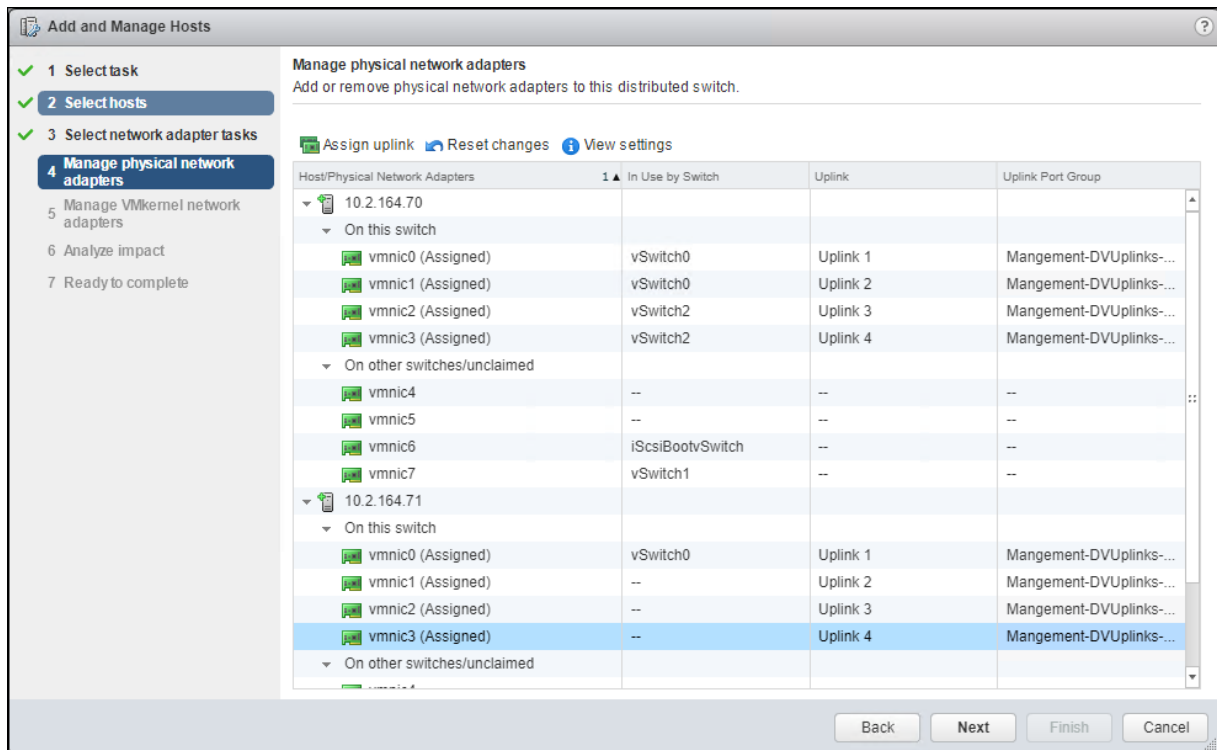 Add and Manage Hosts
?
1 Select task
2 Select hosts
3 Select network adapter tasks
4 Manage physical network
adapters
5 Manage VMkernel network
adapters
6 Analyze impact
7 Ready to complete
Manage physical network adapters
Add or remove physical network adapters to this distributed switch.
Assign uplink Reset changes View settings
Host/Physical Network Adapters 1 ▲ In Use by Switch Uplink Uplink Port Group
10.2.164.70
On this switch
vmnic0 (Assigned) vSwitch0 Uplink 1 Mangement-DVUplinks-...
vmnic1 (Assigned) vSwitch0 Uplink 2 Mangement-DVUplinks-...
vmnic2 (Assigned) vSwitch2 Uplink 3 Mangement-DVUplinks-...
vmnic3 (Assigned) vSwitch2 Uplink 4 Mangement-DVUplinks-...
On other switches/unclaimed
vmnic4 -- -- --
vmnic5 -- -- --
vmnic6 iScsiBootvSwitch -- --
vmnic7 vSwitch1 -- --
10.2.164.71
On this switch
vmnic0 (Assigned) vSwitch0 Uplink 1 Mangement-DVUplinks-...
vmnic1 (Assigned) -- Uplink 2 Mangement-DVUplinks-...
vmnic2 (Assigned) -- Uplink 3 Mangement-DVUplinks-...
vmnic3 (Assigned) -- Uplink 4 Mangement-DVUplinks-...
On other switches/unclaimed
Back Next Finish Cancel